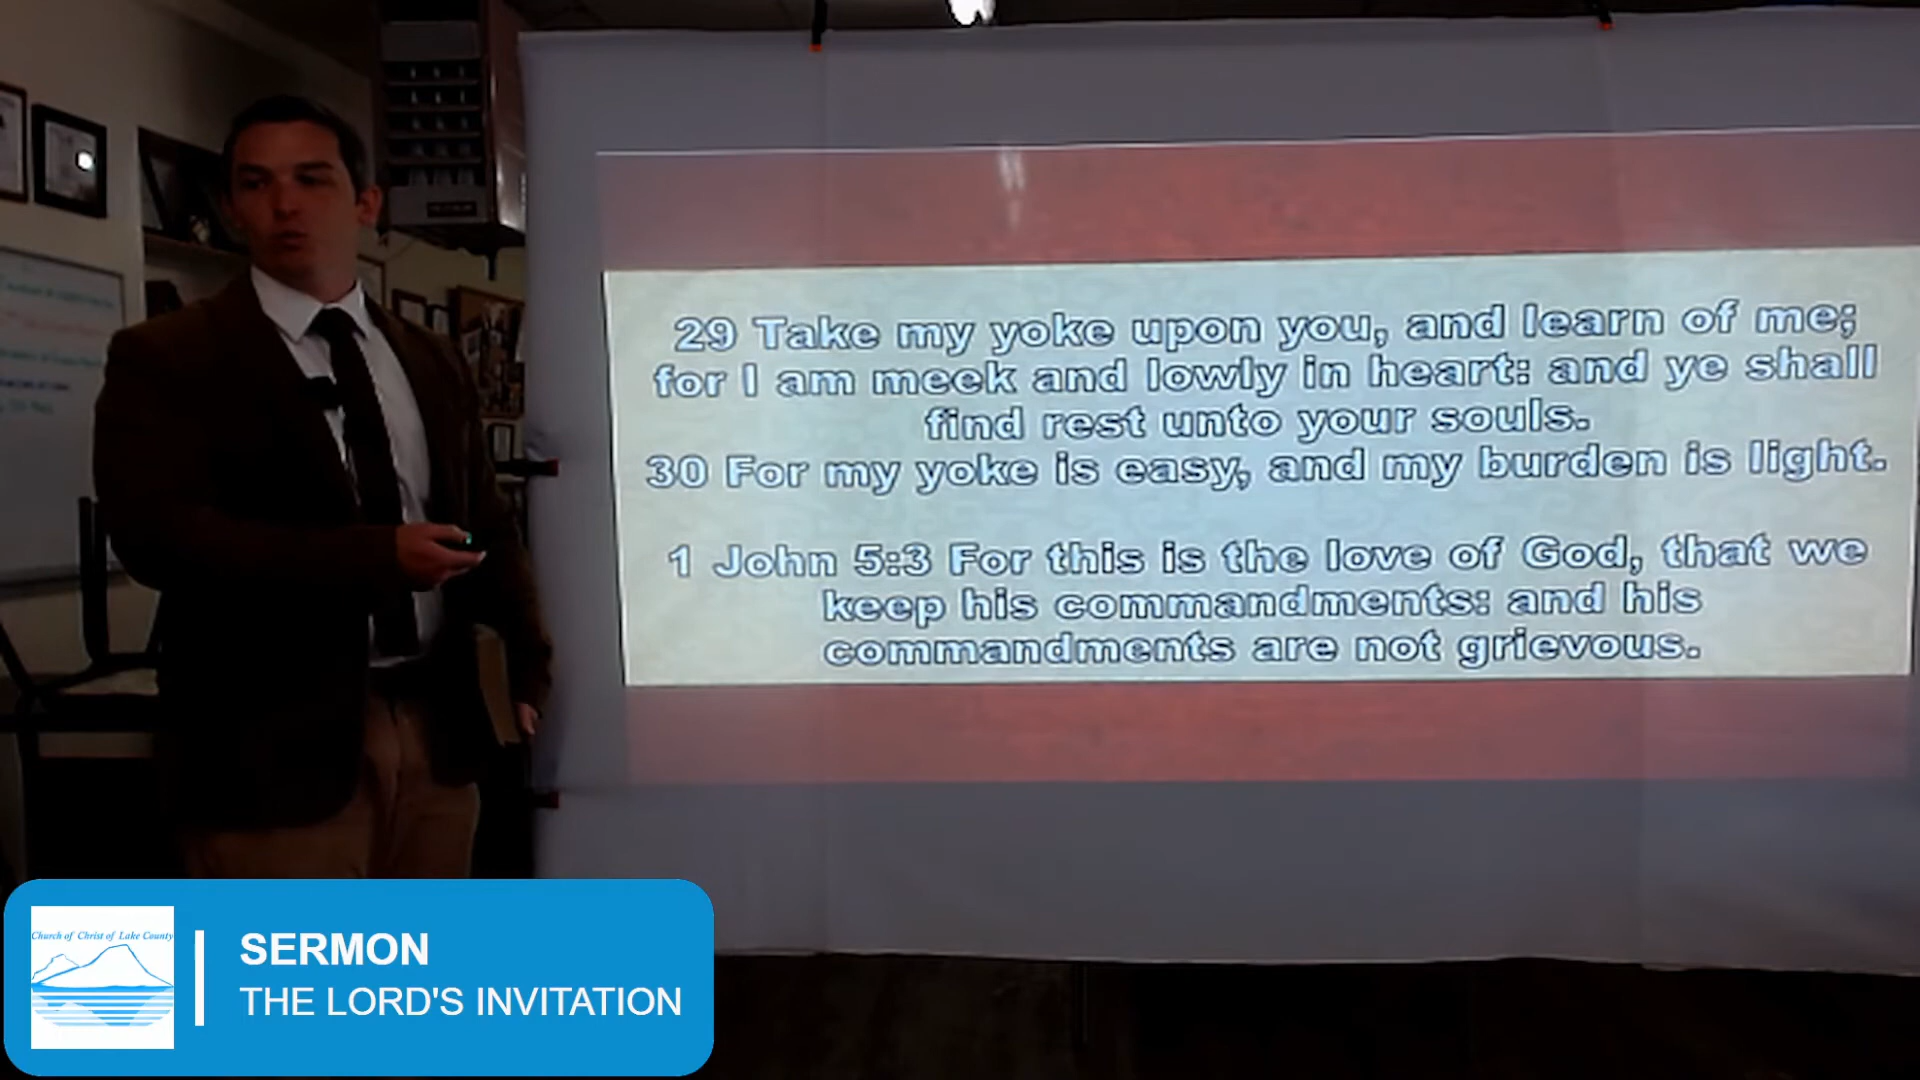 29 Take my yoke upon you, and learn of me;
for I am meek and lowly in heart: and ye shall
find rest unto your souls.
30 For my yoke is easy, and my burden is light.
1 John 5:3 For this is the love of God, that we
keep his commandments: and his
commandments are not grievous.
Church of Christ of Lake County
SERMON
THE LORD'S INVITATION